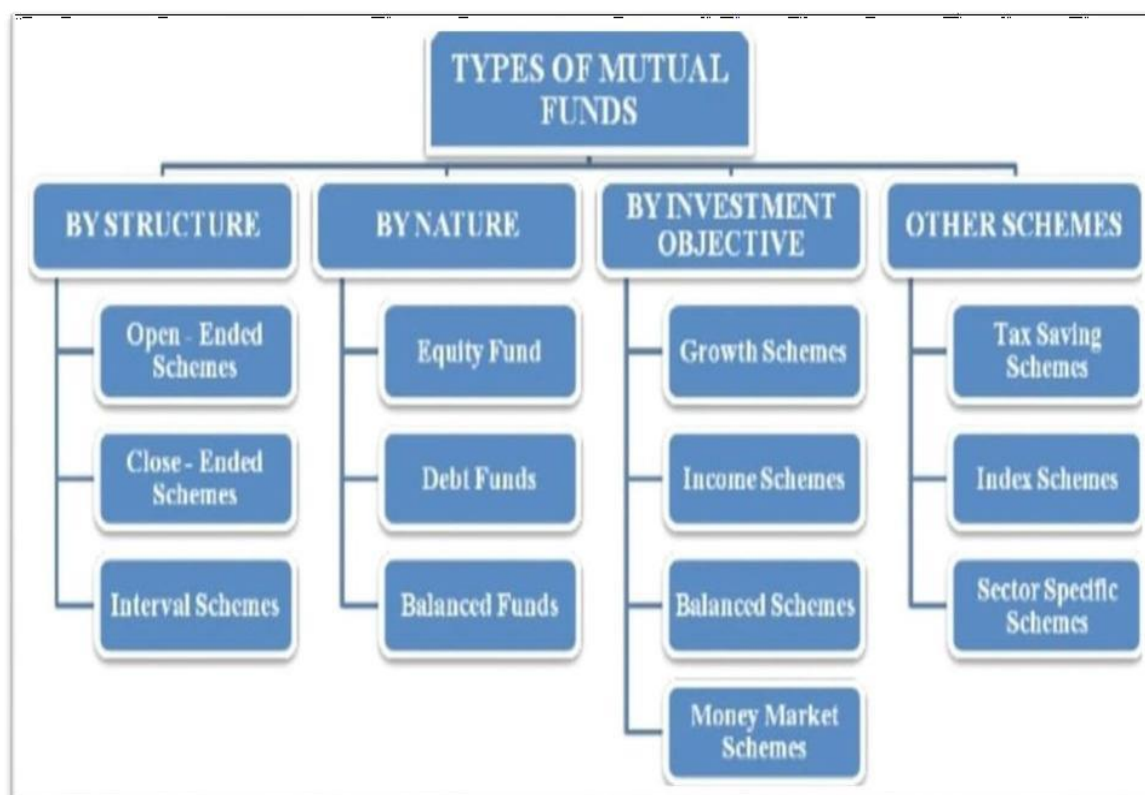 TYPES OF MUTUAL
FUNDS
BY STRUCTURE
Open - Ended
Schemes
Close - Ended
Schemes
Interval Schemes
BY NATURE
Equity Fund
Debt Funds
Balanced Funds
BY INVESTMENT
OBJECTIVE
Growth Schemes
Income Schemes
Balanced Schemes
Money Market
Schemes
OTHER SCHEMES
Tax Saving
Schemes
Index Schemes
Sector Specific
Schemes